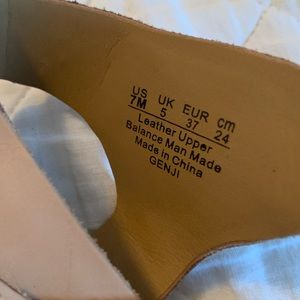 US UK EUR cm
7M 5 37 24
Leather Upper
Balance Man Made
Made in China
GENJI